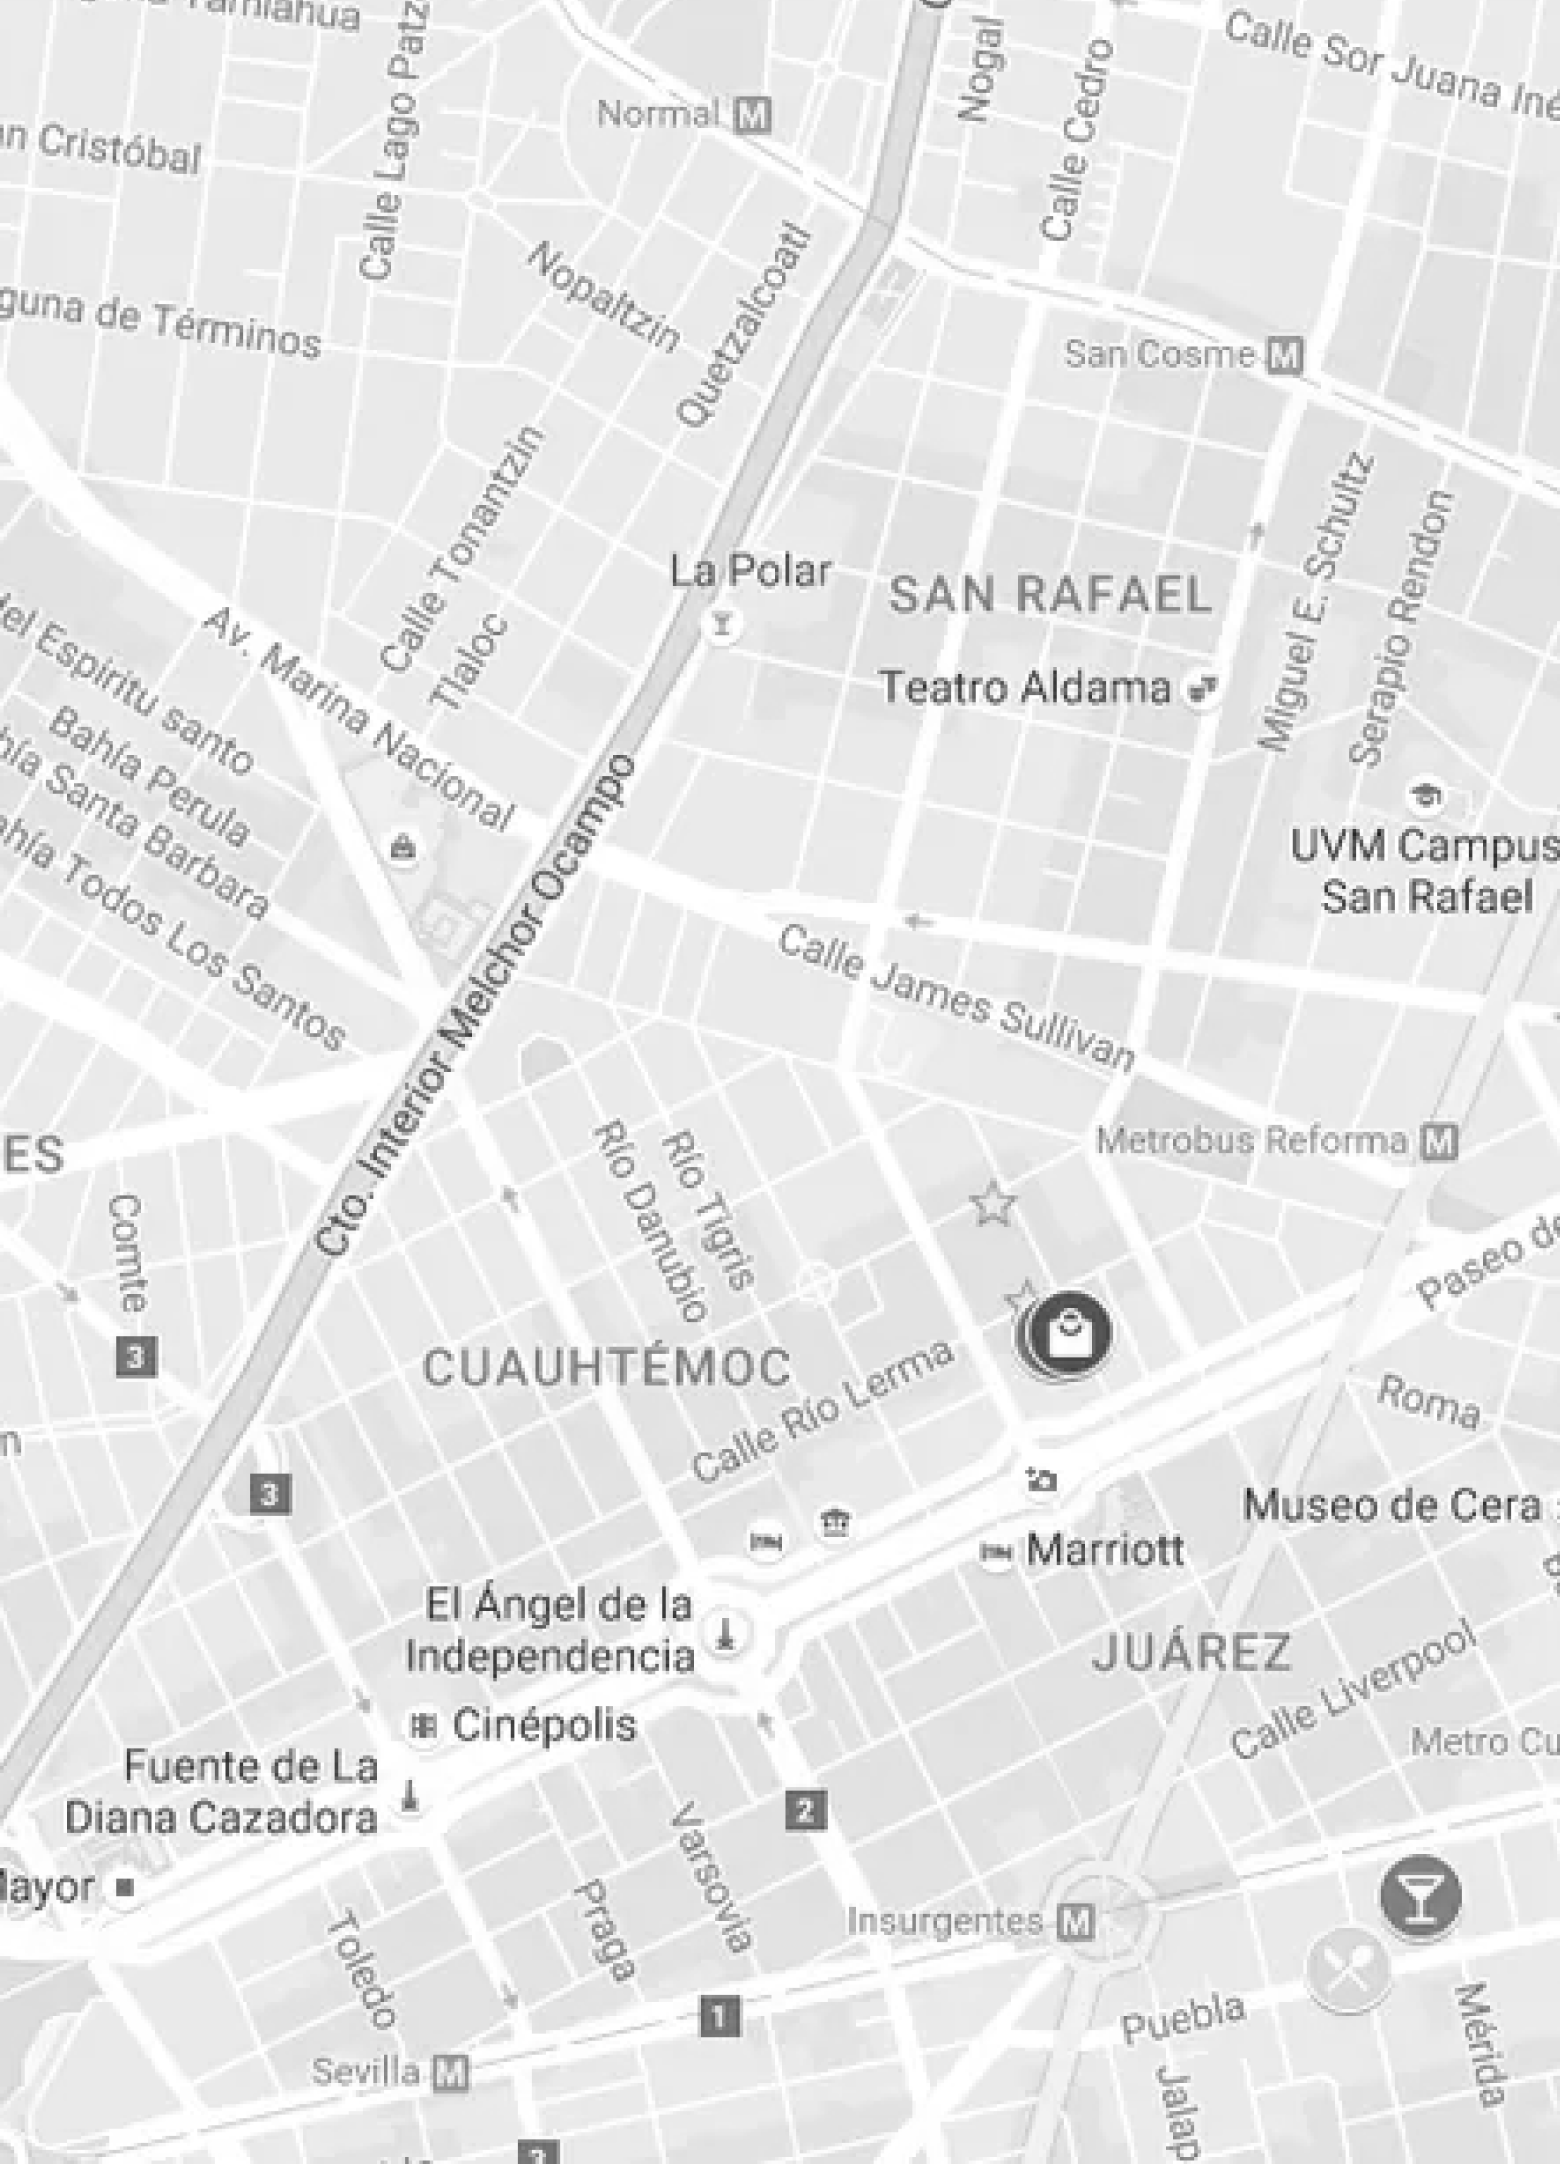 Tamiahua
Calle Lago Patz
Nogal
Calle Cedro
Calle Sor Juana Iné
Normal M
n Cristóbal
Nopaltzin
Quetzalcoatl
guna de Términos
San Cosme M
Calle Tonantzin
Tlaloc
La Polar
SAN RAFAEL
Miguel E. Schultz
Serapio Rendon
Teatro Aldama
Av. Marina Nacional
del Espiritu santo
Bahía Perula
hía Santa Barbara
ahía Todos Los Santos
UVM Campus
San Rafael
Cto. Interior Melchor Ocampo
Calle James Sullivan
Metrobus Reforma M
ES
Comte
Río Tigris
Río Danubio
Paseo de
3
CUAUHTÉMOC
Calle Río Lerma
Roma
n
3
Museo de Cera
Marriott
El Ángel de la
Independencia
JUÁREZ
Calle Liverpool
Cinépolis
Metro Cu
Fuente de La
Diana Cazadora
2
Varsovia
Mayor
Praga
Toledo
Insurgentes M
1
Puebla
Mérida
Sevilla M
Jalap